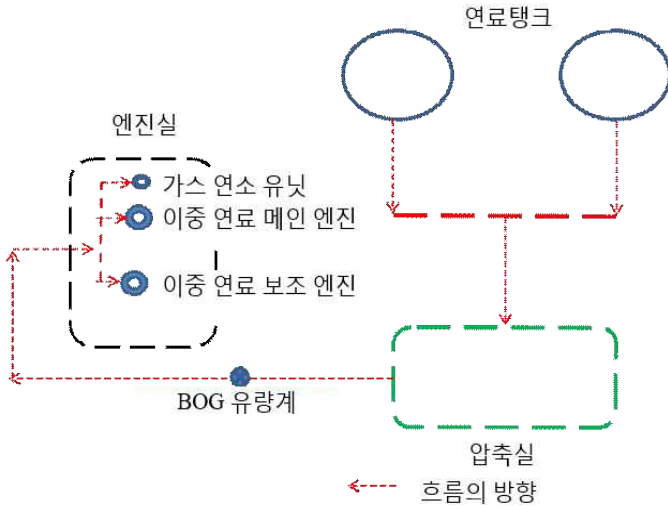 연료탱크
엔진실
가스 연소 유닛
이중 연료 메인 엔진
이중 연료 보조 엔진
BOG 유량계
압축실
흐름의 방향